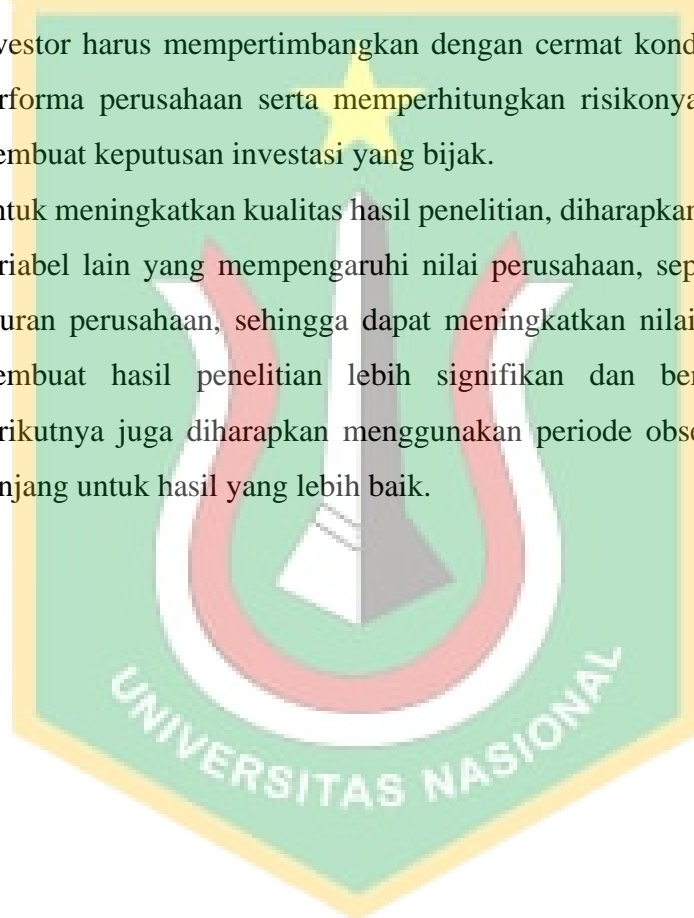 vestor harus mempertimbangkan dengan cermat kond
rforma perusahaan serta memperhitungkan risikonya
embuat keputusan investasi yang bijak.
ntuk meningkatkan kualitas hasil penelitian, diharapkan
riabel lain yang mempengaruhi nilai perusahaan, sep
uran perusahaan, sehingga dapat meningkatkan nilai
embuat hasil penelitian lebih signifikan dan ber
rikutnya juga diharapkan menggunakan periode obse
njang untuk hasil yang lebih baik.
UNIVERSITAS NASIONAL